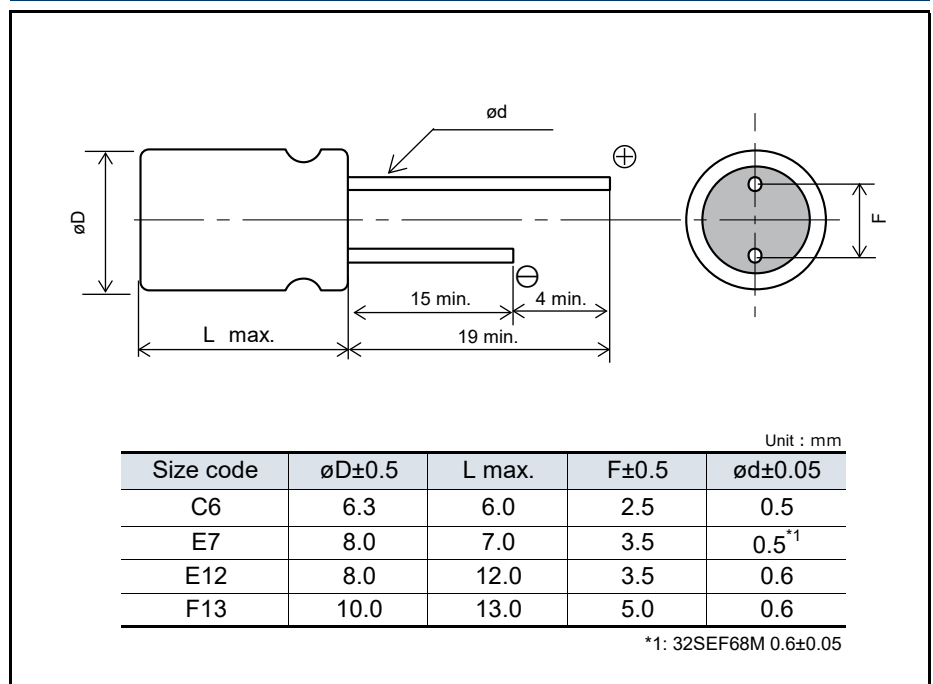 ød
⊕
øD
F
⊖
15 min.
4 min.
L max.
19 min.
Unit : mm
Size code øD±0.5 L max. F±0.5 ød±0.05
C6 6.3 6.0 2.5 0.5
E7 8.0 7.0 3.5 0.5*1
E12 8.0 12.0 3.5 0.6
F13 10.0 13.0 5.0 0.6
*1: 32SEF68M 0.6±0.05